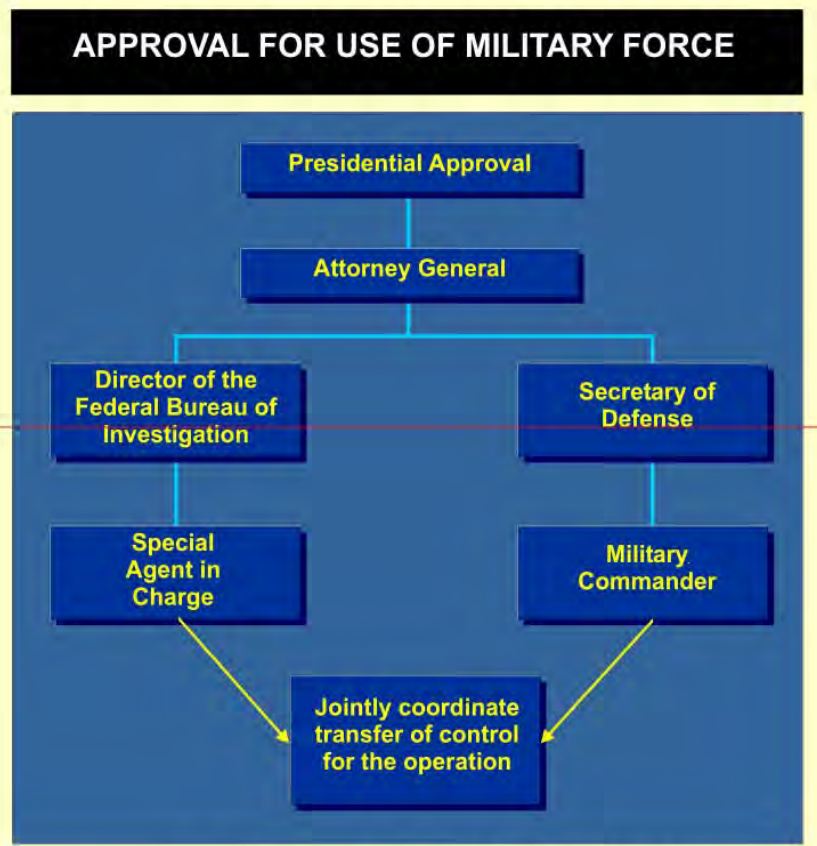 APPROVAL FOR USE OF MILITARY FORCE
Presidential Approval
Attorney General
Director of the
Federal Bureau of
Investigation
Secretary of
Defense
Special
Agent in
Charge
Military
Commander
Jointly coordinate
transfer of control
for the operation